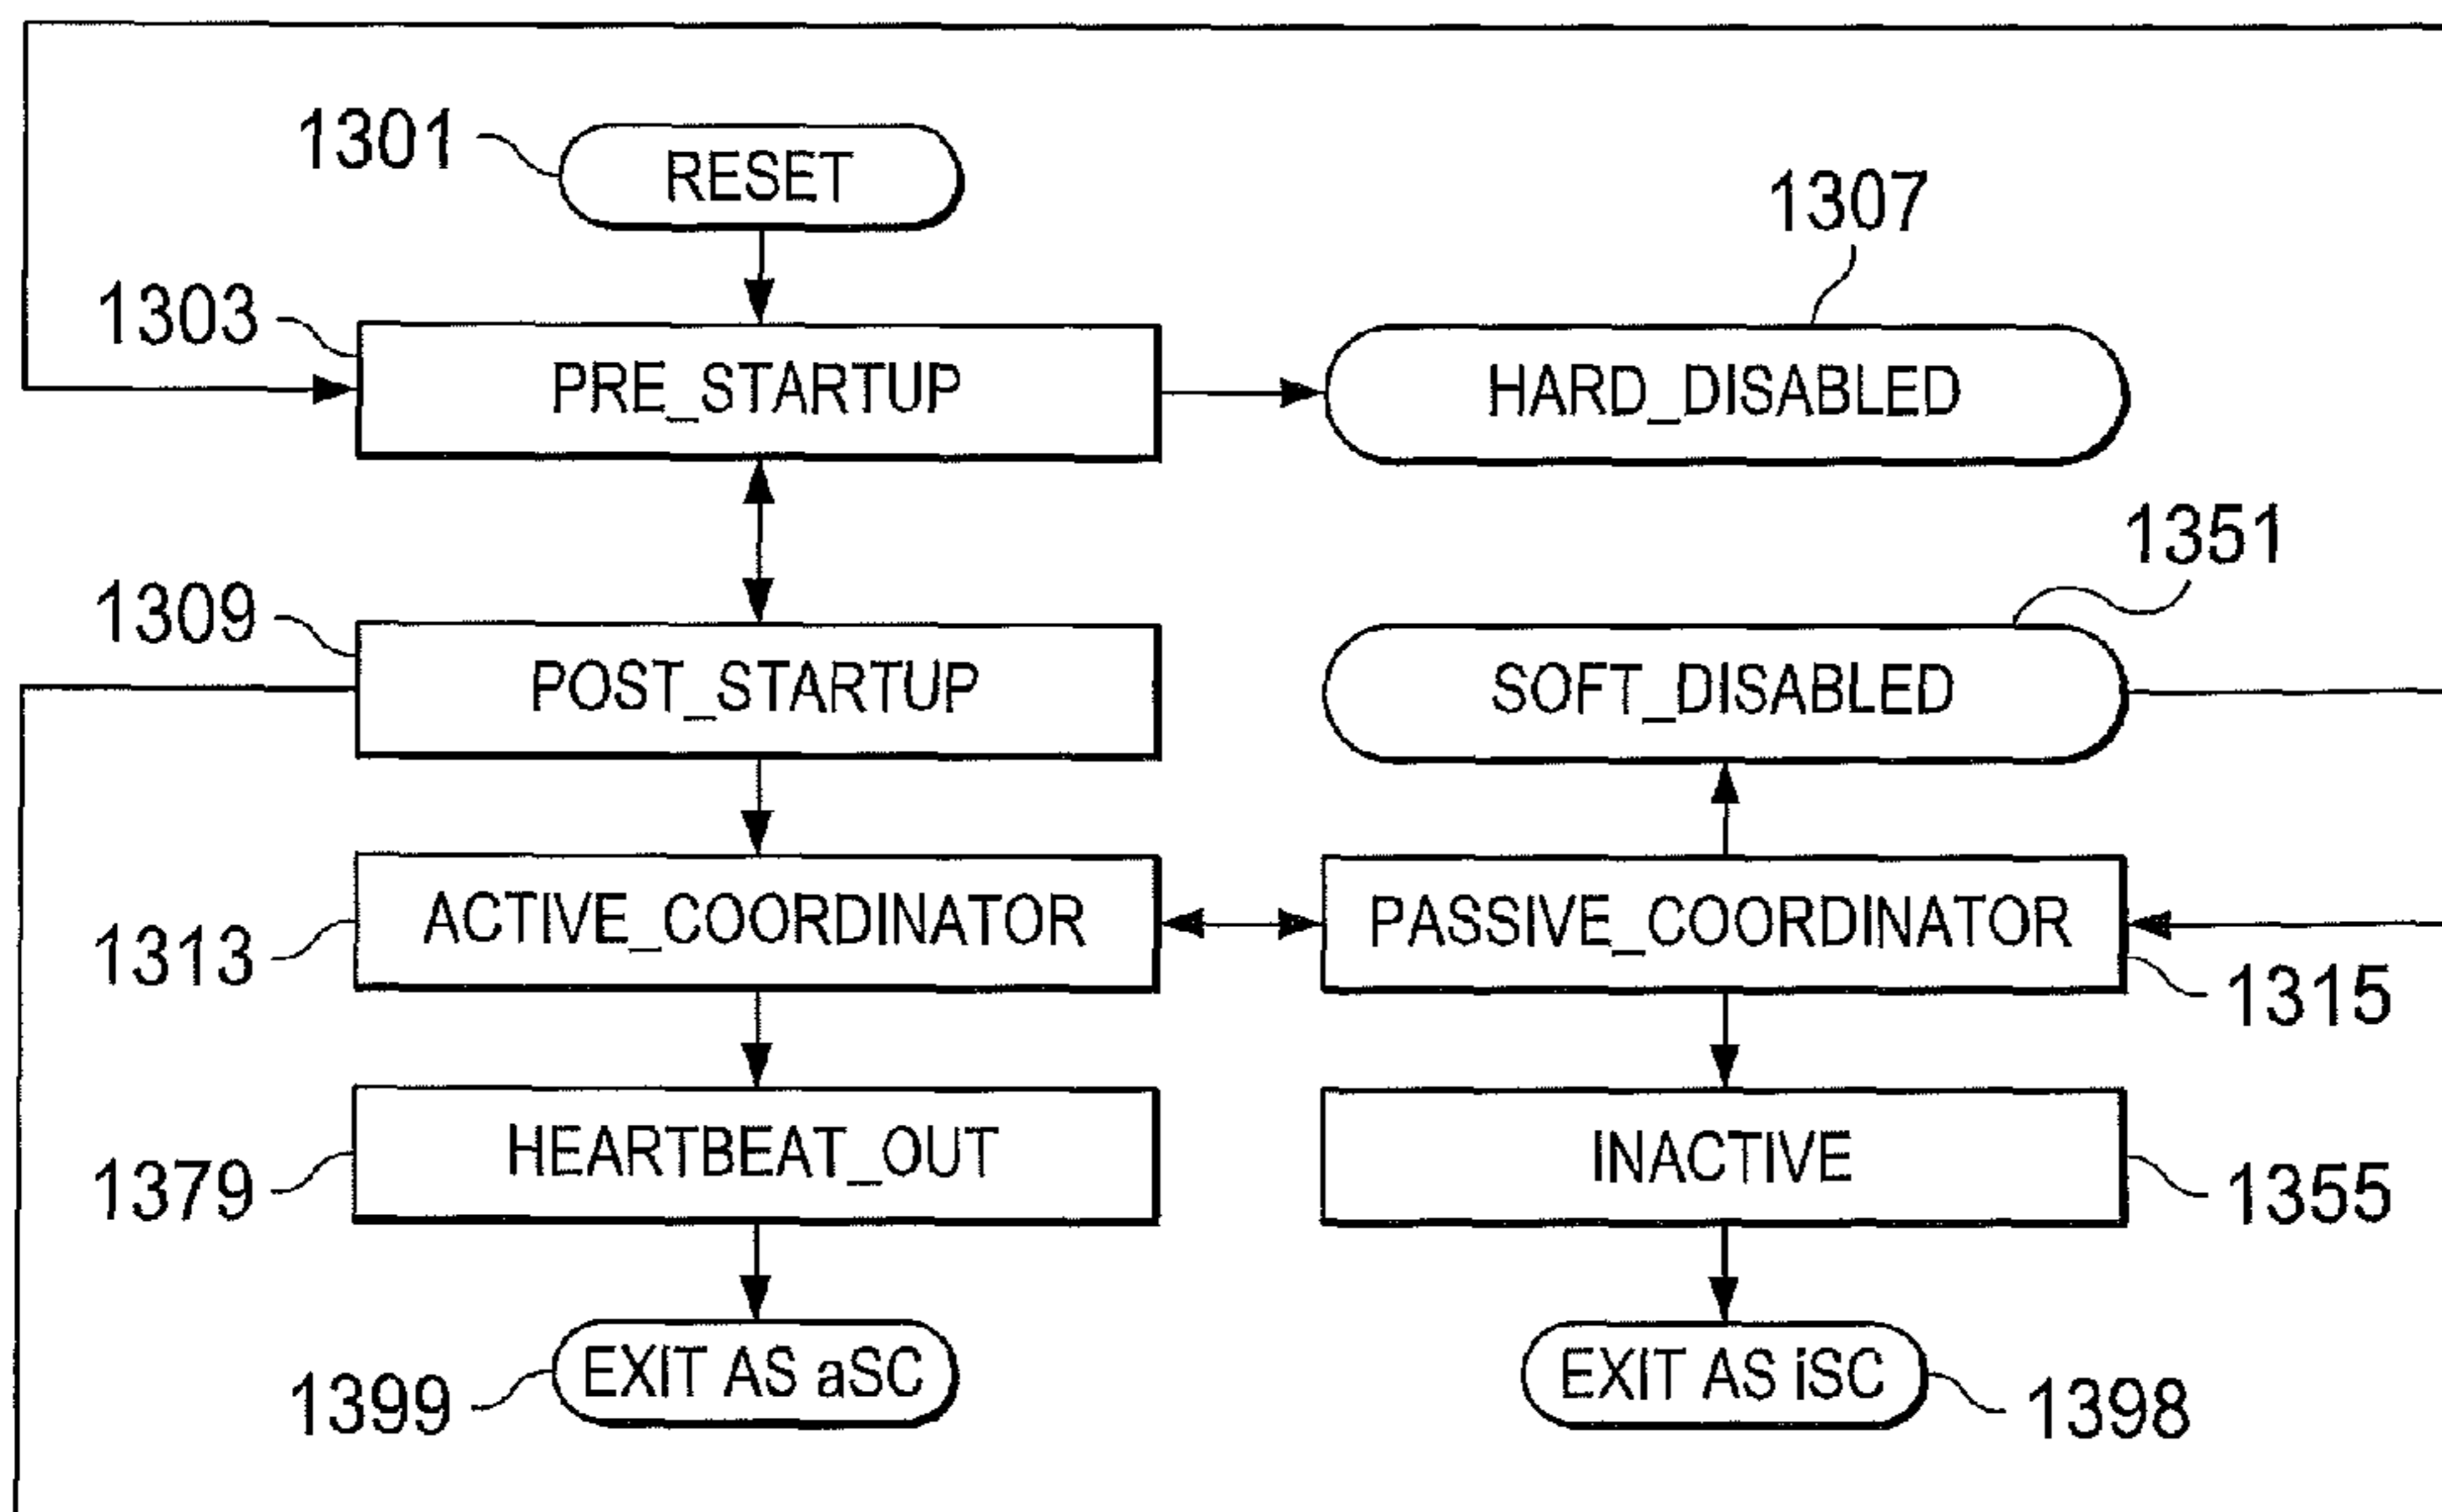 1301
RESET
1307
1303
PRE_STARTUP
HARD_DISABLED
1351
1309
POST_STARTUP
SOFT_DISABLED
1313
ACTIVE_COORDINATOR
PASSIVE_COORDINATOR
1315
1379
HEARTBEAT_OUT
INACTIVE
1355
1399
EXIT AS aSC
EXIT AS iSC
1398